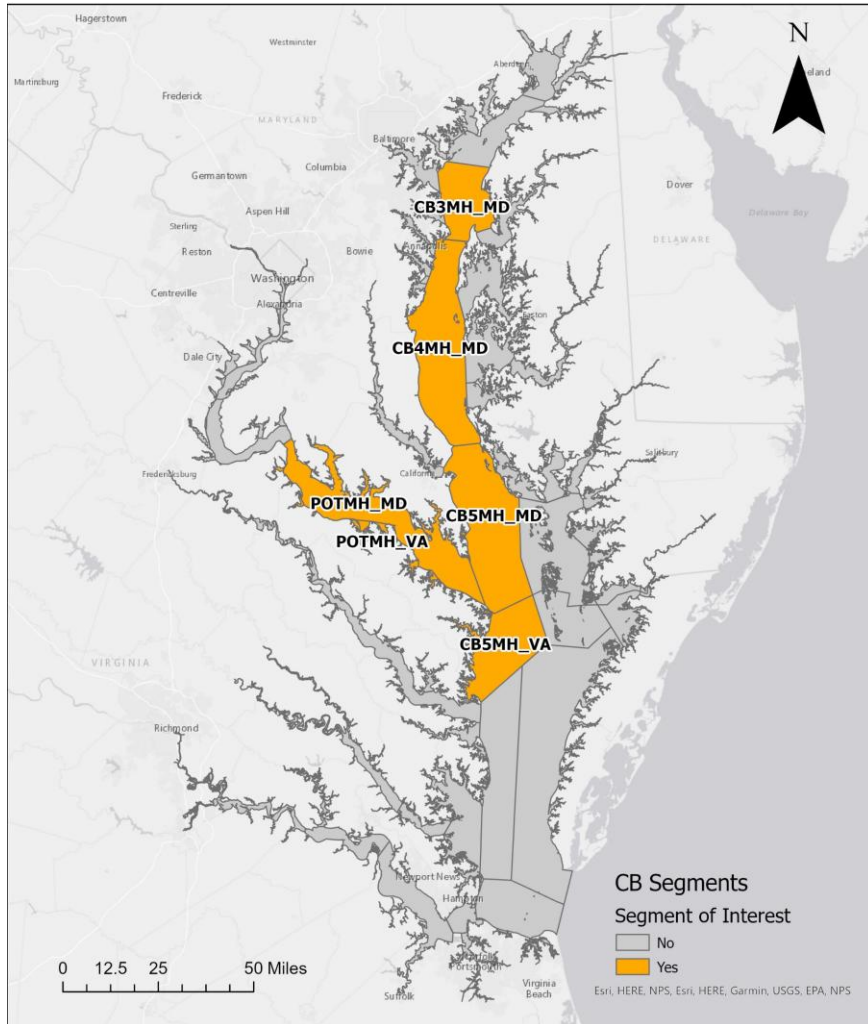 Hagerstown
Westminster
Aberdeen
Martinsburg
Frederick
MARYLAND
Baltimore
Columbia
Germantown
Dover
CB3MH_MD
Delaware Bay
Sterling
Aspen Hill
Reston
Bowie
Annapolis
DELAWARE
Washington
Centreville
Alexandria
Easton
CB4MH_MD
Dale City
Salisbury
Fredericksburg
California
POTMH_MD
CB5MH_MD
POTMH_VA
CB5MH_VA
VIRGINIA
Richmond
Newport News
Hampton
Portsmouth
Virginia
Beach
Suffolk
N
CB Segments
Segment of Interest
No
Yes
0 12.5 25 50 Miles
Esri, HERE, NPS, Esri, HERE, Garmin, USGS, EPA, NPS